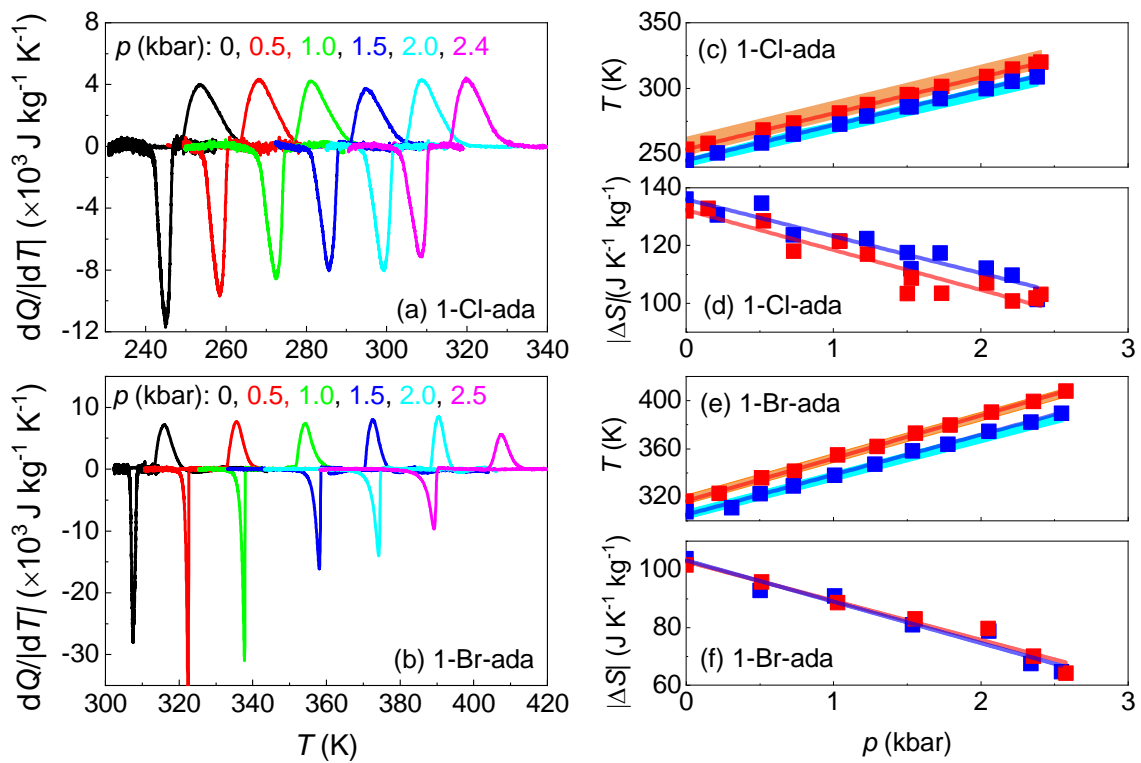 8
4
0
-4
-8
-12
dQ/|dT| (×10³ J kg⁻¹ K⁻¹)
p (kbar): 0, 0.5, 1.0, 1.5, 2.0, 2.4
(a) 1-Cl-ada
240 260 280 300 320 340
10
0
-10
-20
-30
dQ/|dT| (×10³ J kg⁻¹ K⁻¹)
p (kbar): 0, 0.5, 1.0, 1.5, 2.0, 2.5
(b) 1-Br-ada
300 320 340 360 380 400 420
T (K)
350
300
250
T (K)
(c) 1-Cl-ada
140
120
100
|ΔS|(J K⁻¹ kg⁻¹)
(d) 1-Cl-ada
0 1 2 3
400
360
320
T (K)
(e) 1-Br-ada
100
80
60
|ΔS| (J K⁻¹ kg⁻¹)
(f) 1-Br-ada
0 1 2 3
p (kbar)